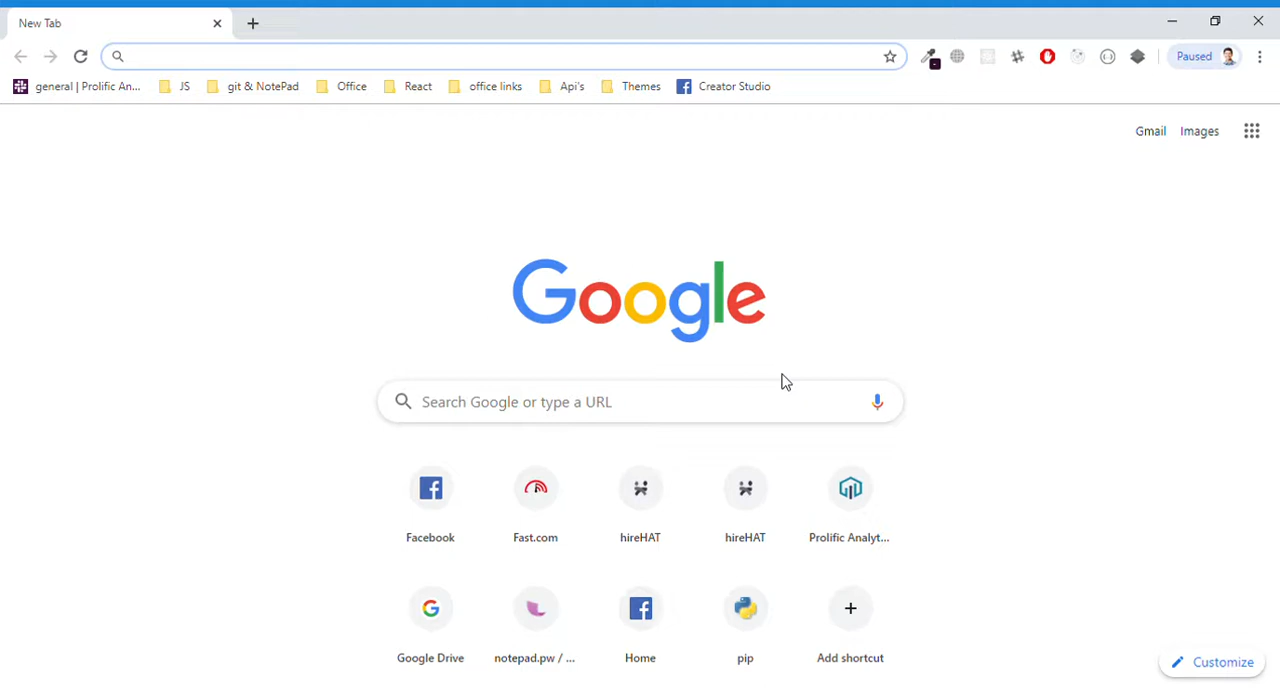 New Tab
Paused
general | Prolific An...
JS
git & NotePad
Office
React
office links
Api's
Themes
Creator Studio
Gmail
Images
Google
Search Google or type a URL
Facebook
Fast.com
hireHAT
hireHAT
Prolific Analyt...
Google Drive
notepad.pw / ...
Home
pip
Add shortcut
Customize